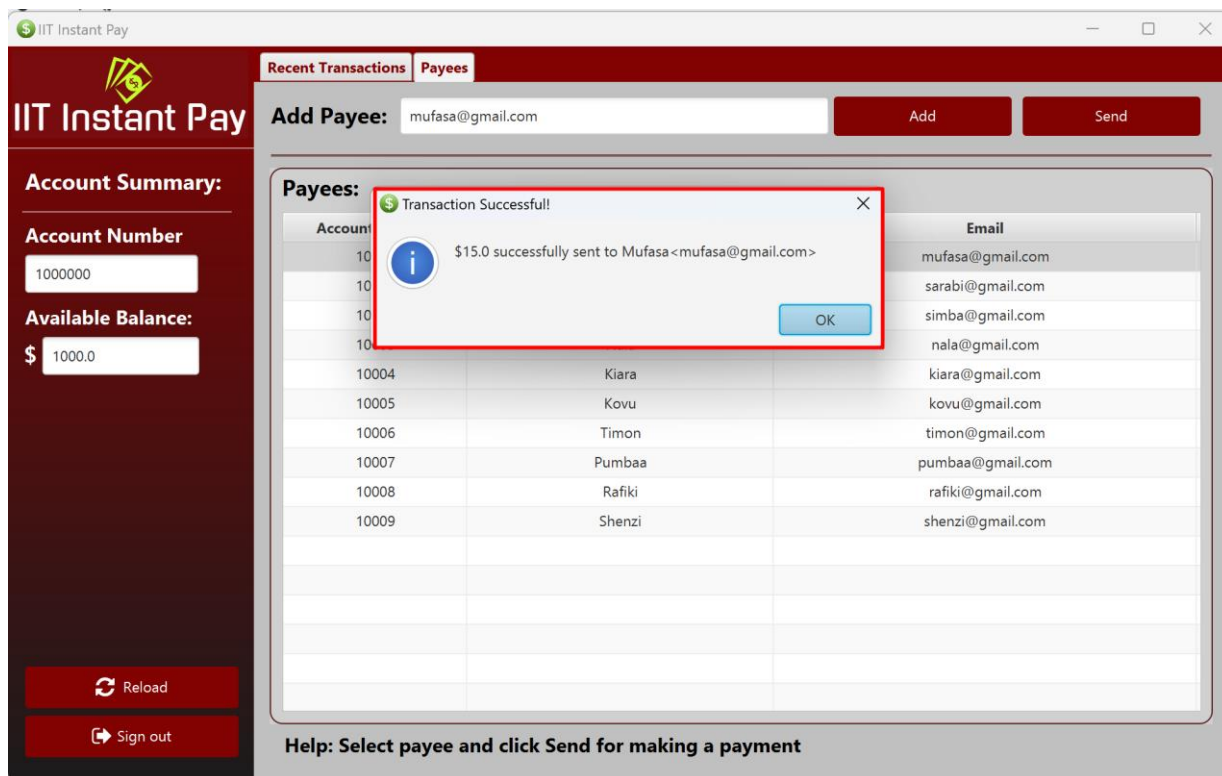 IIT Instant Pay
IIT Instant Pay
Recent Transactions Payees
Add Payee: mufasa@gmail.com Add Send
Account Summary:
Account Number
1000000
Available Balance:
$ 1000.0
Reload
Sign out
Payees:
Account Email
10 mufasa@gmail.com
10 sarabi@gmail.com
10 simba@gmail.com
nala@gmail.com
10004 Kiara kiara@gmail.com
10005 Kovu kovu@gmail.com
10006 Timon timon@gmail.com
10007 Pumbaa pumbaa@gmail.com
10008 Rafiki rafiki@gmail.com
10009 Shenzi shenzi@gmail.com
Transaction Successful!
$15.0 successfully sent to Mufasa<mufasa@gmail.com>
OK
Help: Select payee and click Send for making a payment